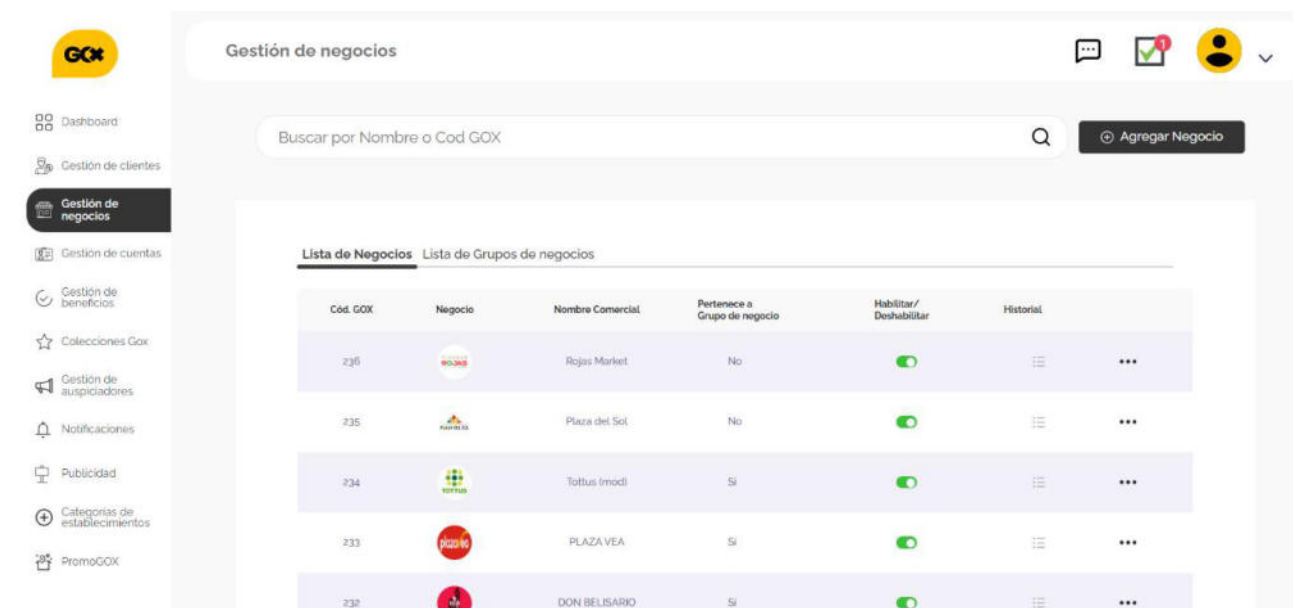 GOX
Gestión de negocios
1
Dashboard
Gestión de clientes
Gestión de
negocios
Gestión de cuentas
Gestión de
beneficios
Colecciones Gox
Gestión de
auspiciadores
Notificaciones
Publicidad
Categorías de
establecimientos
PromoGOX
Buscar por Nombre o Cod GOX
Agregar Negocio
Lista de Negocios Lista de Grupos de negocios
Cód. GOX Negocio Nombre Comercial Pertenece a Grupo de negocio Habilitar/ Deshabilitar Historial
236 ROJAS Rojas Market No
235 Plaza del Sol No
234 TOTTUS Tottus (mod) Si
233 plazaVea PLAZA VEA Si
232 DON BELISARIO Si